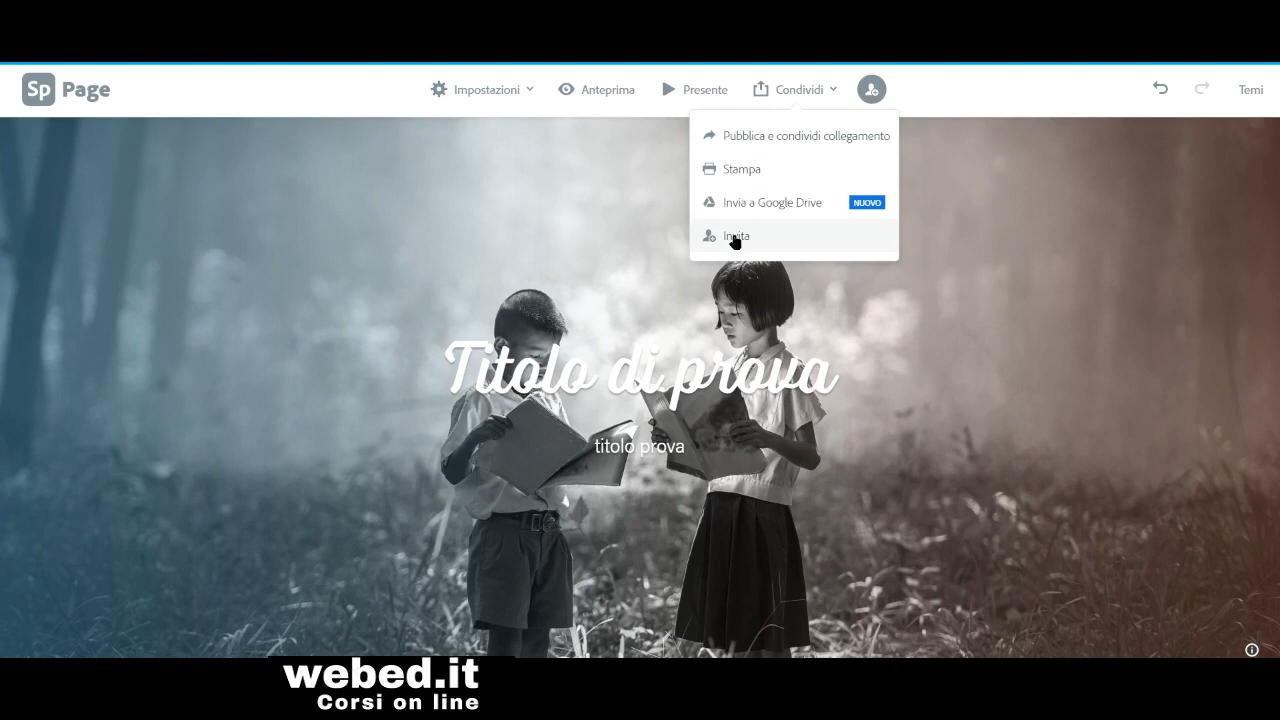 Sp Page
Impostazioni
Anteprima
Presente
Condividi
Temi
Pubblica e condividi collegamento
Stampa
Invia a Google Drive NUOVO
Invita
Titolo di prova
titolo prova
webed.it
Corsi on line